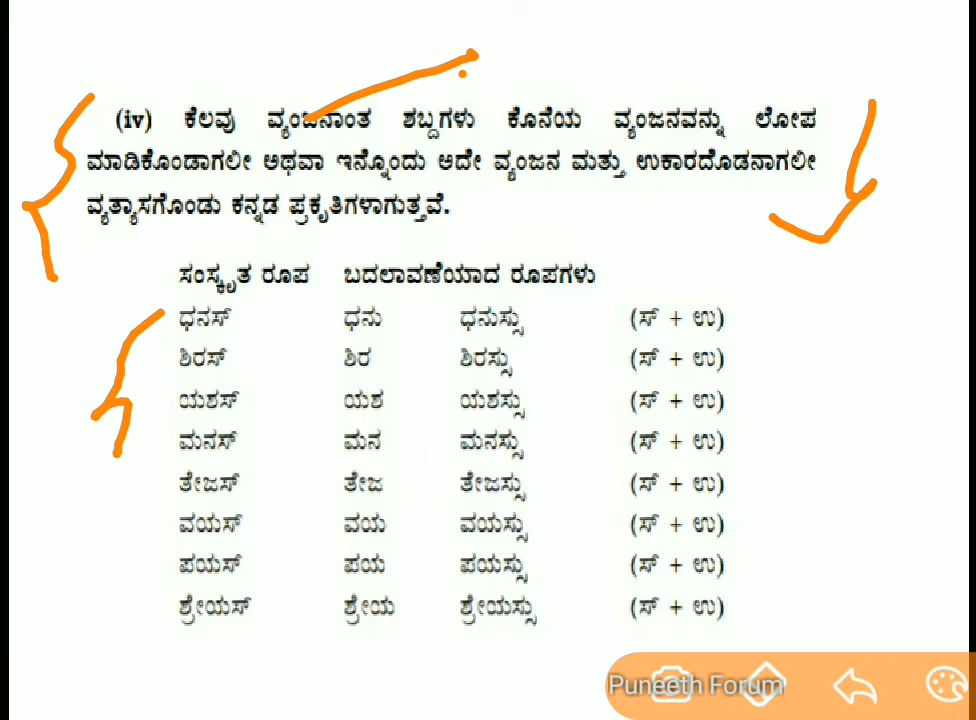 (iv) ಕೆಲವು ವ್ಯಂಜನಾಂತ ಶಬ್ದಗಳು ಕೊನೆಯ ವ್ಯಂಜನವನ್ನು ಲೋಪ
ಮಾಡಿಕೊಂಡಾಗಲೀ ಅಥವಾ ಇನ್ನೊಂದು ಅದೇ ವ್ಯಂಜನ ಮತ್ತು ಉಕಾರದೊಡನಾಗಲೀ
ವ್ಯತ್ಯಾಸಗೊಂಡು ಕನ್ನಡ ಪ್ರಕೃತಿಗಳಾಗುತ್ತವೆ.
ಸಂಸ್ಕೃತ ರೂಪ ಬದಲಾವಣೆಯಾದ ರೂಪಗಳು
ಧನಸ್ ಧನು ಧನುಸ್ಸು (ಸ್ + ಉ)
ಶಿರಸ್ ಶಿರ ಶಿರಸ್ಸು (ಸ್ + ಉ)
ಯಶಸ್ ಯಶ ಯಶಸ್ಸು (ಸ್ + ಉ)
ಮನಸ್ ಮನ ಮನಸ್ಸು (ಸ್ + ಉ)
ತೇಜಸ್ ತೇಜ ತೇಜಸ್ಸು (ಸ್ + ಉ)
ವಯಸ್ ವಯ ವಯಸ್ಸು (ಸ್ + ಉ)
ಪಯಸ್ ಪಯ ಪಯಸ್ಸು (ಸ್ + ಉ)
ಶ್ರೇಯಸ್ ಶ್ರೇಯ ಶ್ರೇಯಸ್ಸು (ಸ್ + ಉ)
Puneeth Forum